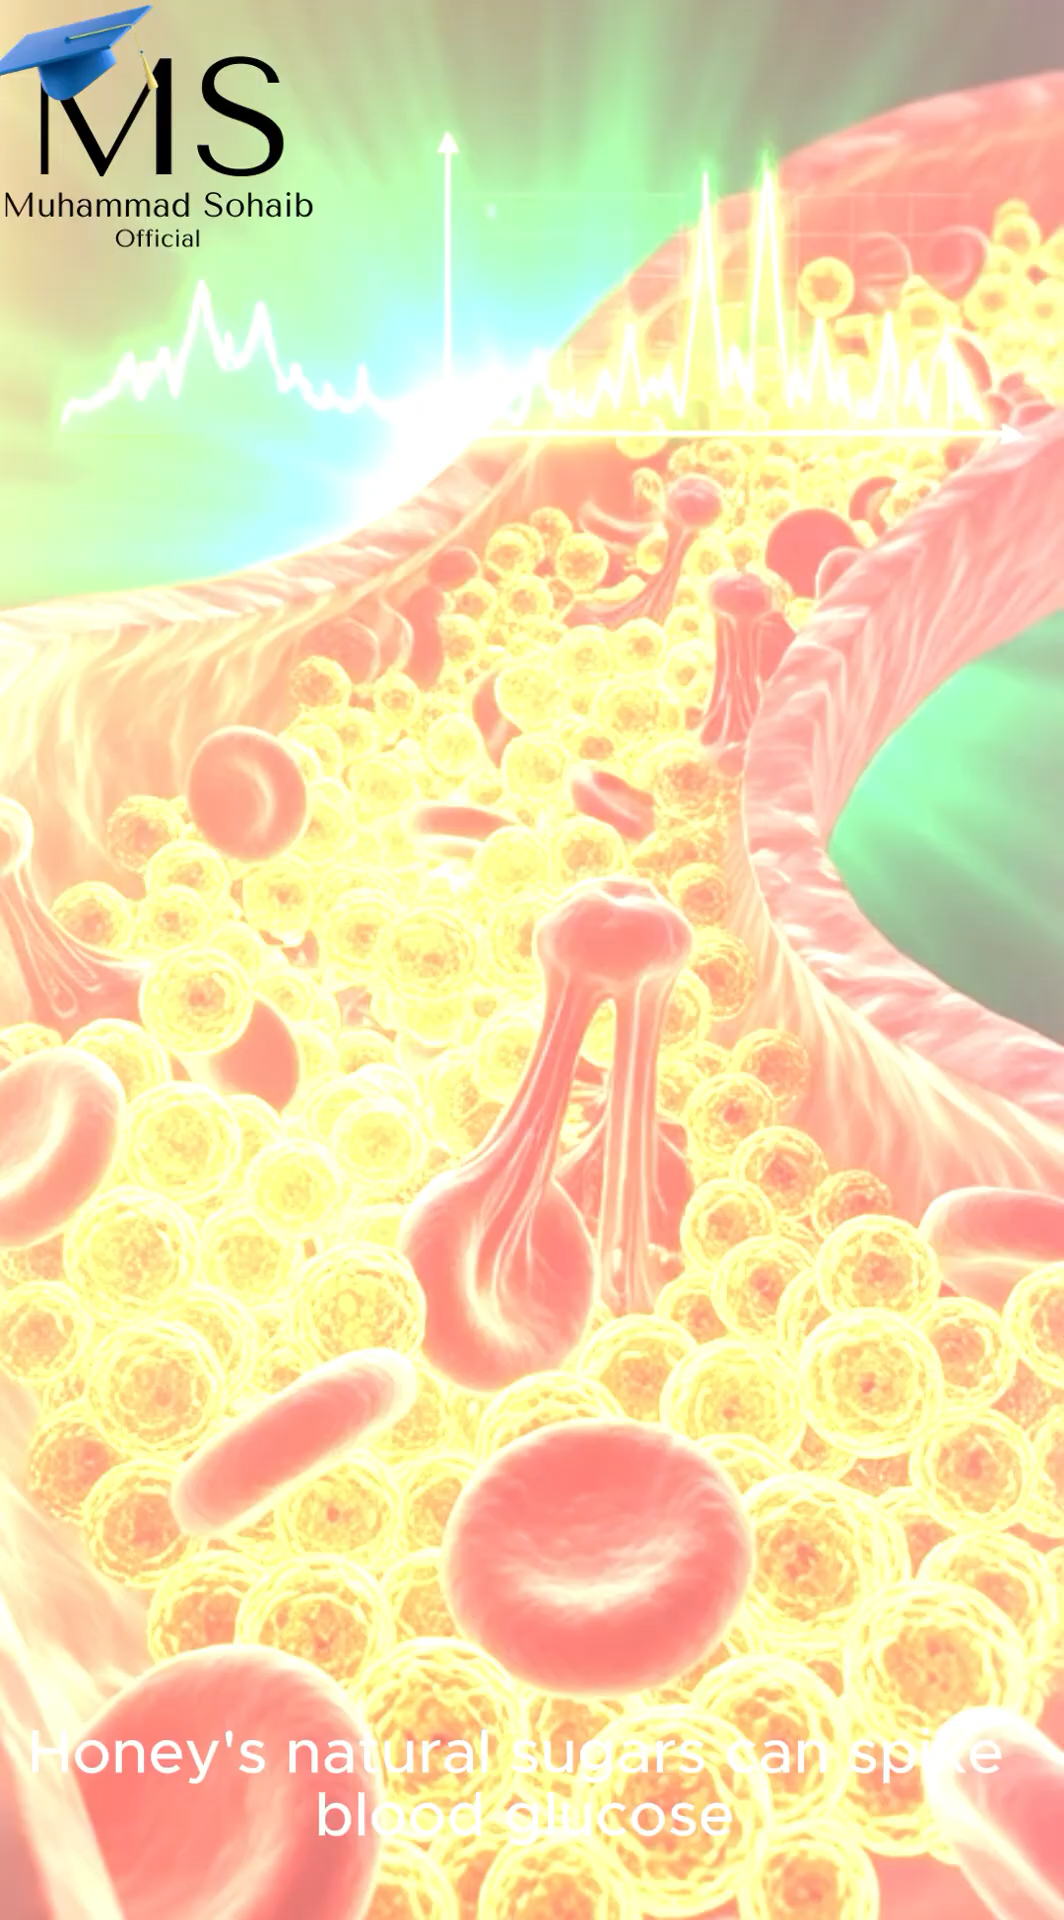 MS
Muhammad Sohaib
Official
Honey's natural sugars can spike
blood glucose